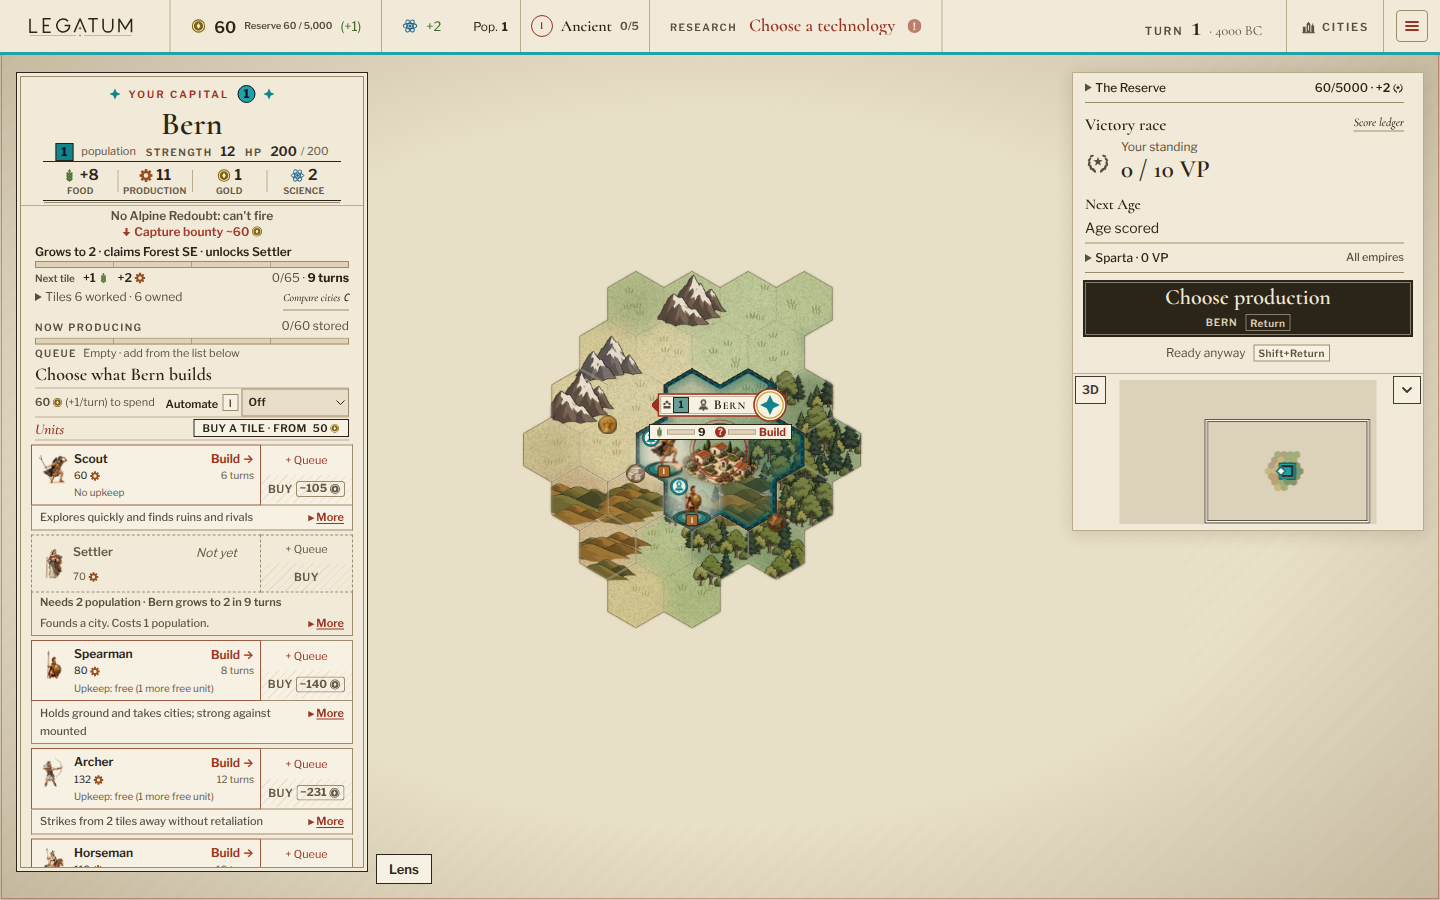 LEGATUM
60 Reserve 60 / 5,000 (+1)
+2
Pop. 1
I Ancient 0/5
RESEARCH Choose a technology !
TURN 1 · 4000 BC
CITIES
YOUR CAPITAL 1
Bern
1 population STRENGTH 12 HP 200 / 200
+8 11 1 2
FOOD PRODUCTION GOLD SCIENCE
No Alpine Redoubt: can't fire
Capture bounty ~60
Grows to 2 · claims Forest SE · unlocks Settler
Next tile +1 +2 0/65 · 9 turns
Tiles 6 worked · 6 owned Compare cities C
NOW PRODUCING 0/60 stored
QUEUE Empty · add from the list below
Choose what Bern builds
60 (+1/turn) to spend Automate I Off
Units BUY A TILE · FROM 50
Scout Build → + Queue
60 6 turns
No upkeep BUY −105
Explores quickly and finds ruins and rivals ▸ More
Settler Not yet + Queue
70 BUY
Needs 2 population · Bern grows to 2 in 9 turns
Founds a city. Costs 1 population. ▸ More
Spearman Build → + Queue
80 8 turns
Upkeep: free (1 more free unit) BUY −140
Holds ground and takes cities; strong against ▸ More
mounted
Archer Build → + Queue
132 12 turns
Upkeep: free (1 more free unit) BUY −231
Strikes from 2 tiles away without retaliation ▸ More
Horseman Build → + Queue
Lens
1 BERN
9 ? Build
I
I
The Reserve 60/5000 · +2
Victory race Score ledger
Your standing
0 / 10 VP
Next Age
Age scored
Sparta · 0 VP All empires
Choose production
BERN Return
Ready anyway Shift+Return
3D